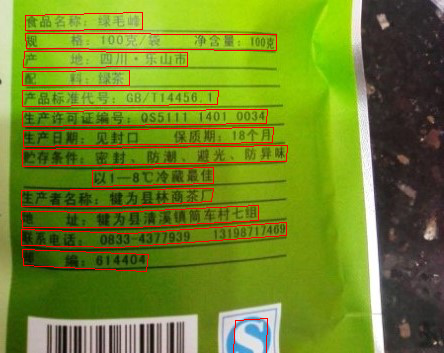 食品名称：绿毛峰
规 格：100克/袋 净含量：100克
产 地：四川·乐山市
配 料：绿茶
产品标准代号：GB/T14456.1
生产许可证编号：QS5111 1401 0034
生产日期：见封口 保质期：18个月
贮存条件：密封、防潮、避光、防异味
以1—8℃冷藏最佳
生产者名称：犍为县林商茶厂
地 址：犍为县清溪镇筒车村七组
联系电话：0833-4377939 13198717469
邮 编：614404
S